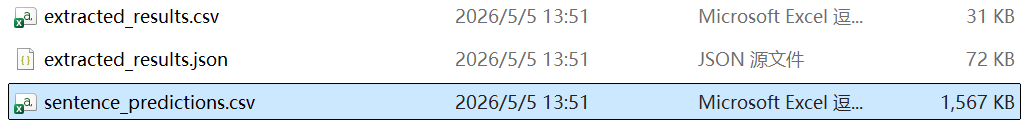 extracted_results.csv 2026/5/5 13:51 Microsoft Excel 逗... 31 KB
extracted_results.json 2026/5/5 13:51 JSON 源文件 72 KB
sentence_predictions.csv 2026/5/5 13:51 Microsoft Excel 逗... 1,567 KB